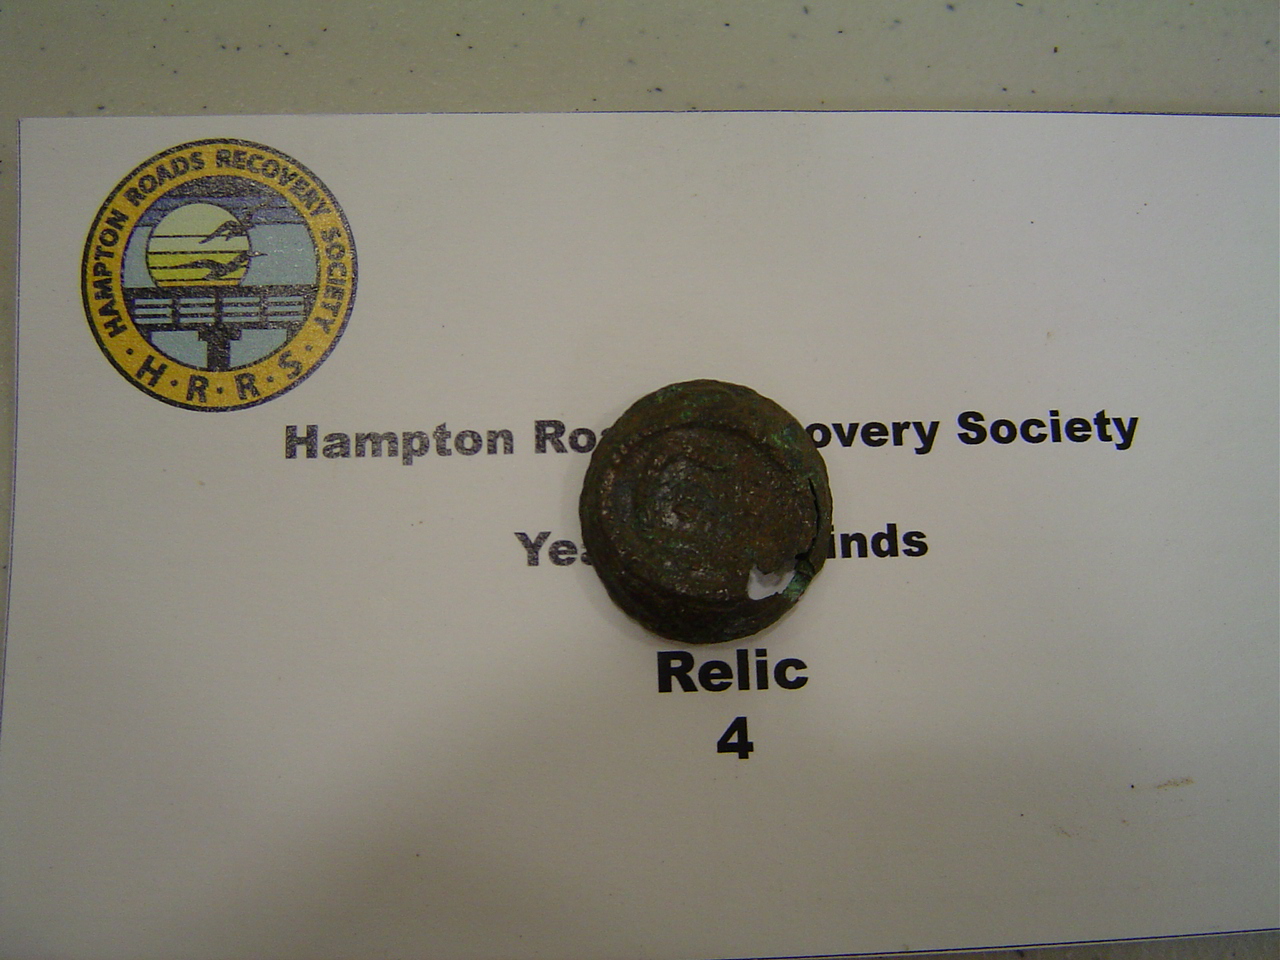 HAMPTON ROADS RECOVERY SOCIETY
· H · R · R · S ·
Hampton Ro overy Society
Yea inds
Relic
4